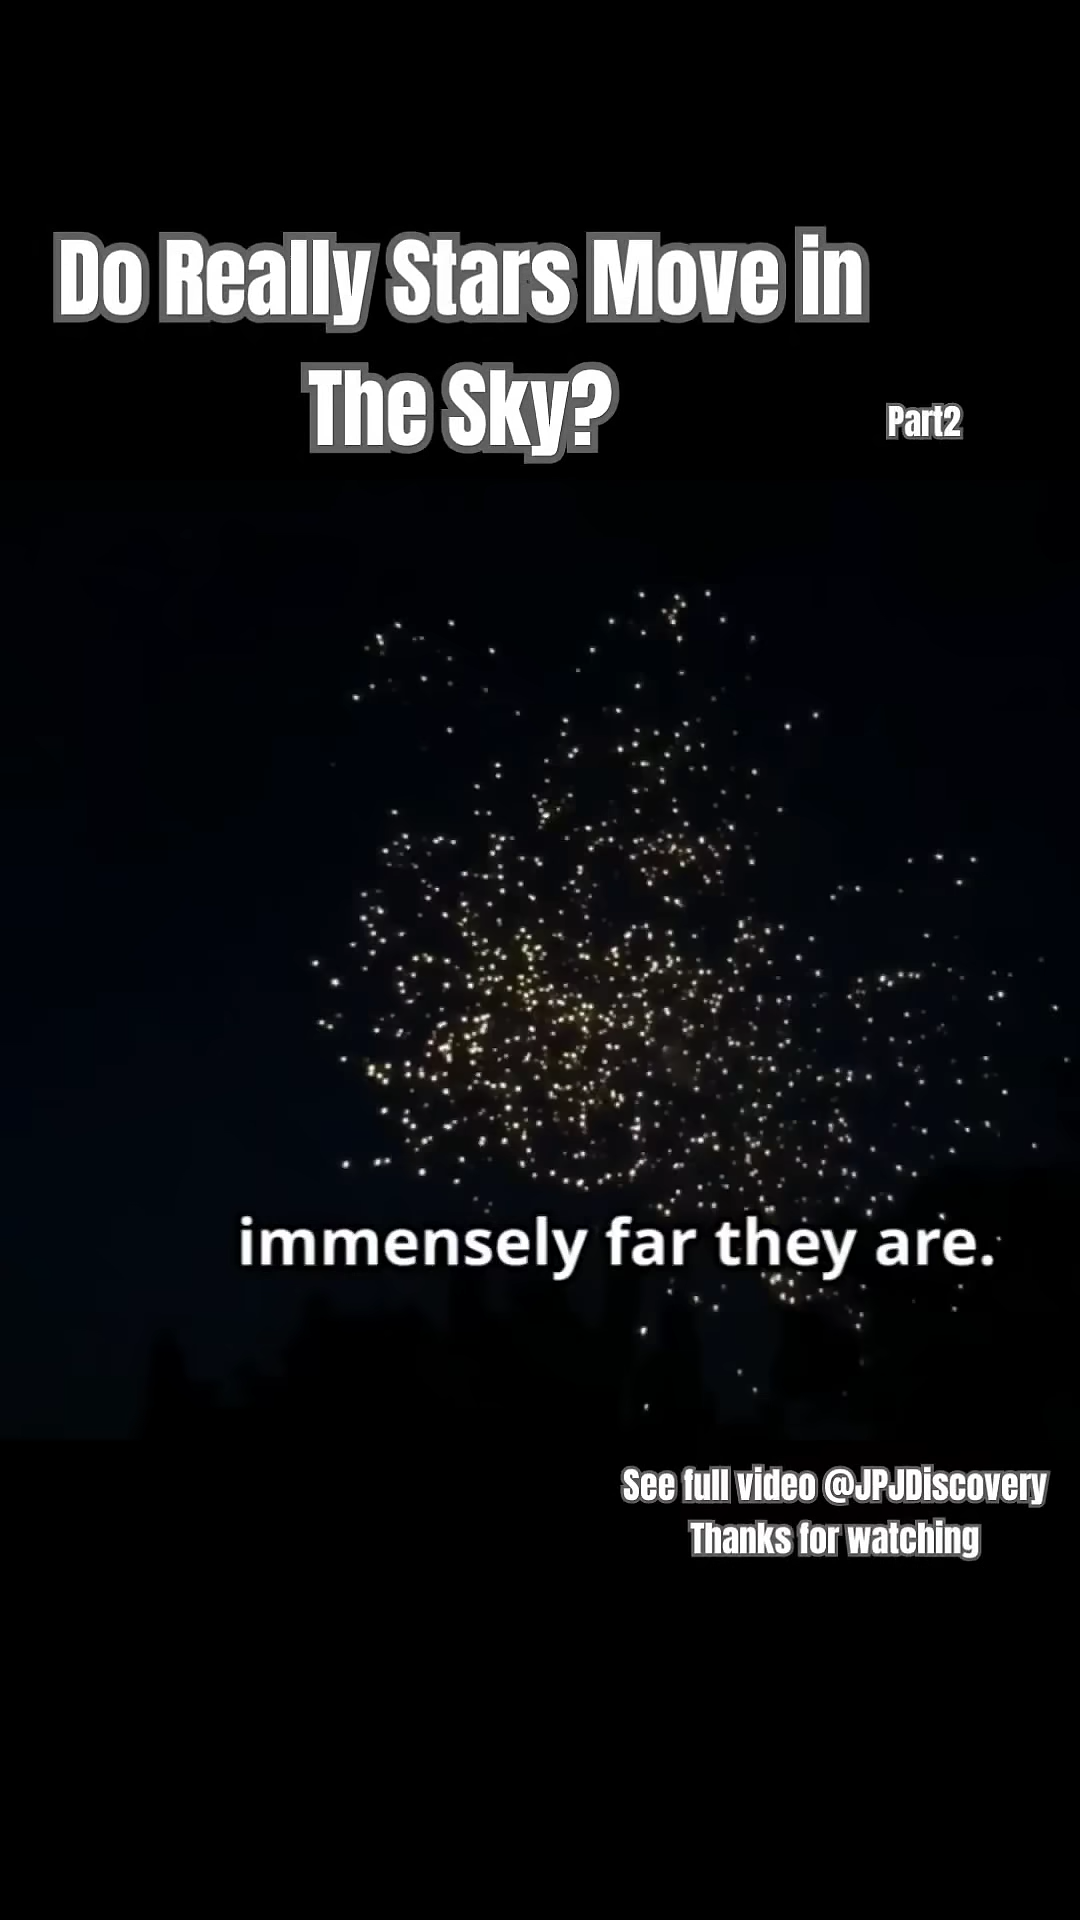 Do Really Stars Move in
The Sky?
Part2
immensely far they are.
See full video @JPJDiscovery
Thanks for watching